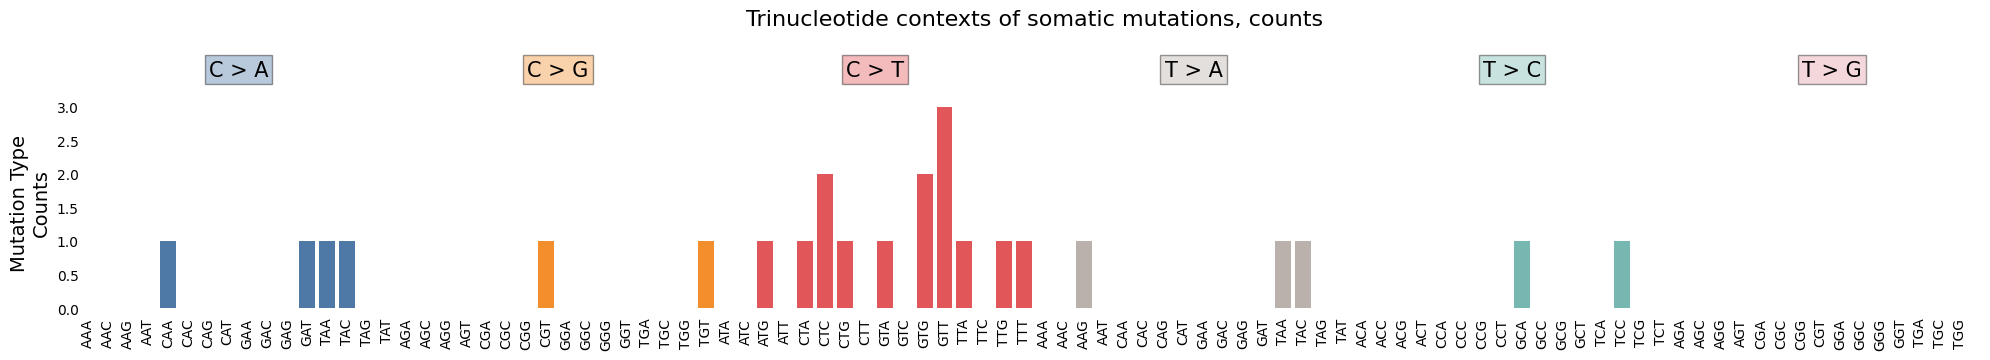 Trinucleotide contexts of somatic mutations, counts
C > A C > G C > T T > A T > C T > G
Mutation Type
Counts
3.0
2.5
2.0
1.5
1.0
0.5
0.0
AAA AAC AAG AAT CAA CAC CAG CAT GAA GAC GAG GAT TAA TAC TAG TAT AGA AGC AGG AGT CGA CGC CGG CGT GGA GGC GGG GGT TGA TGC TGG TGT ATA ATC ATG ATT CTA CTC CTG CTT GTA GTC GTG GTT TTA TTC TTG TTT AAA AAC AAG AAT CAA CAC CAG CAT GAA GAC GAG GAT TAA TAC TAG TAT ACA ACC ACG ACT CCA CCC CCG CCT GCA GCC GCG GCT TCA TCC TCG TCT AGA AGC AGG AGT CGA CGC CGG CGT GGA GGC GGG GGT TGA TGC TGG